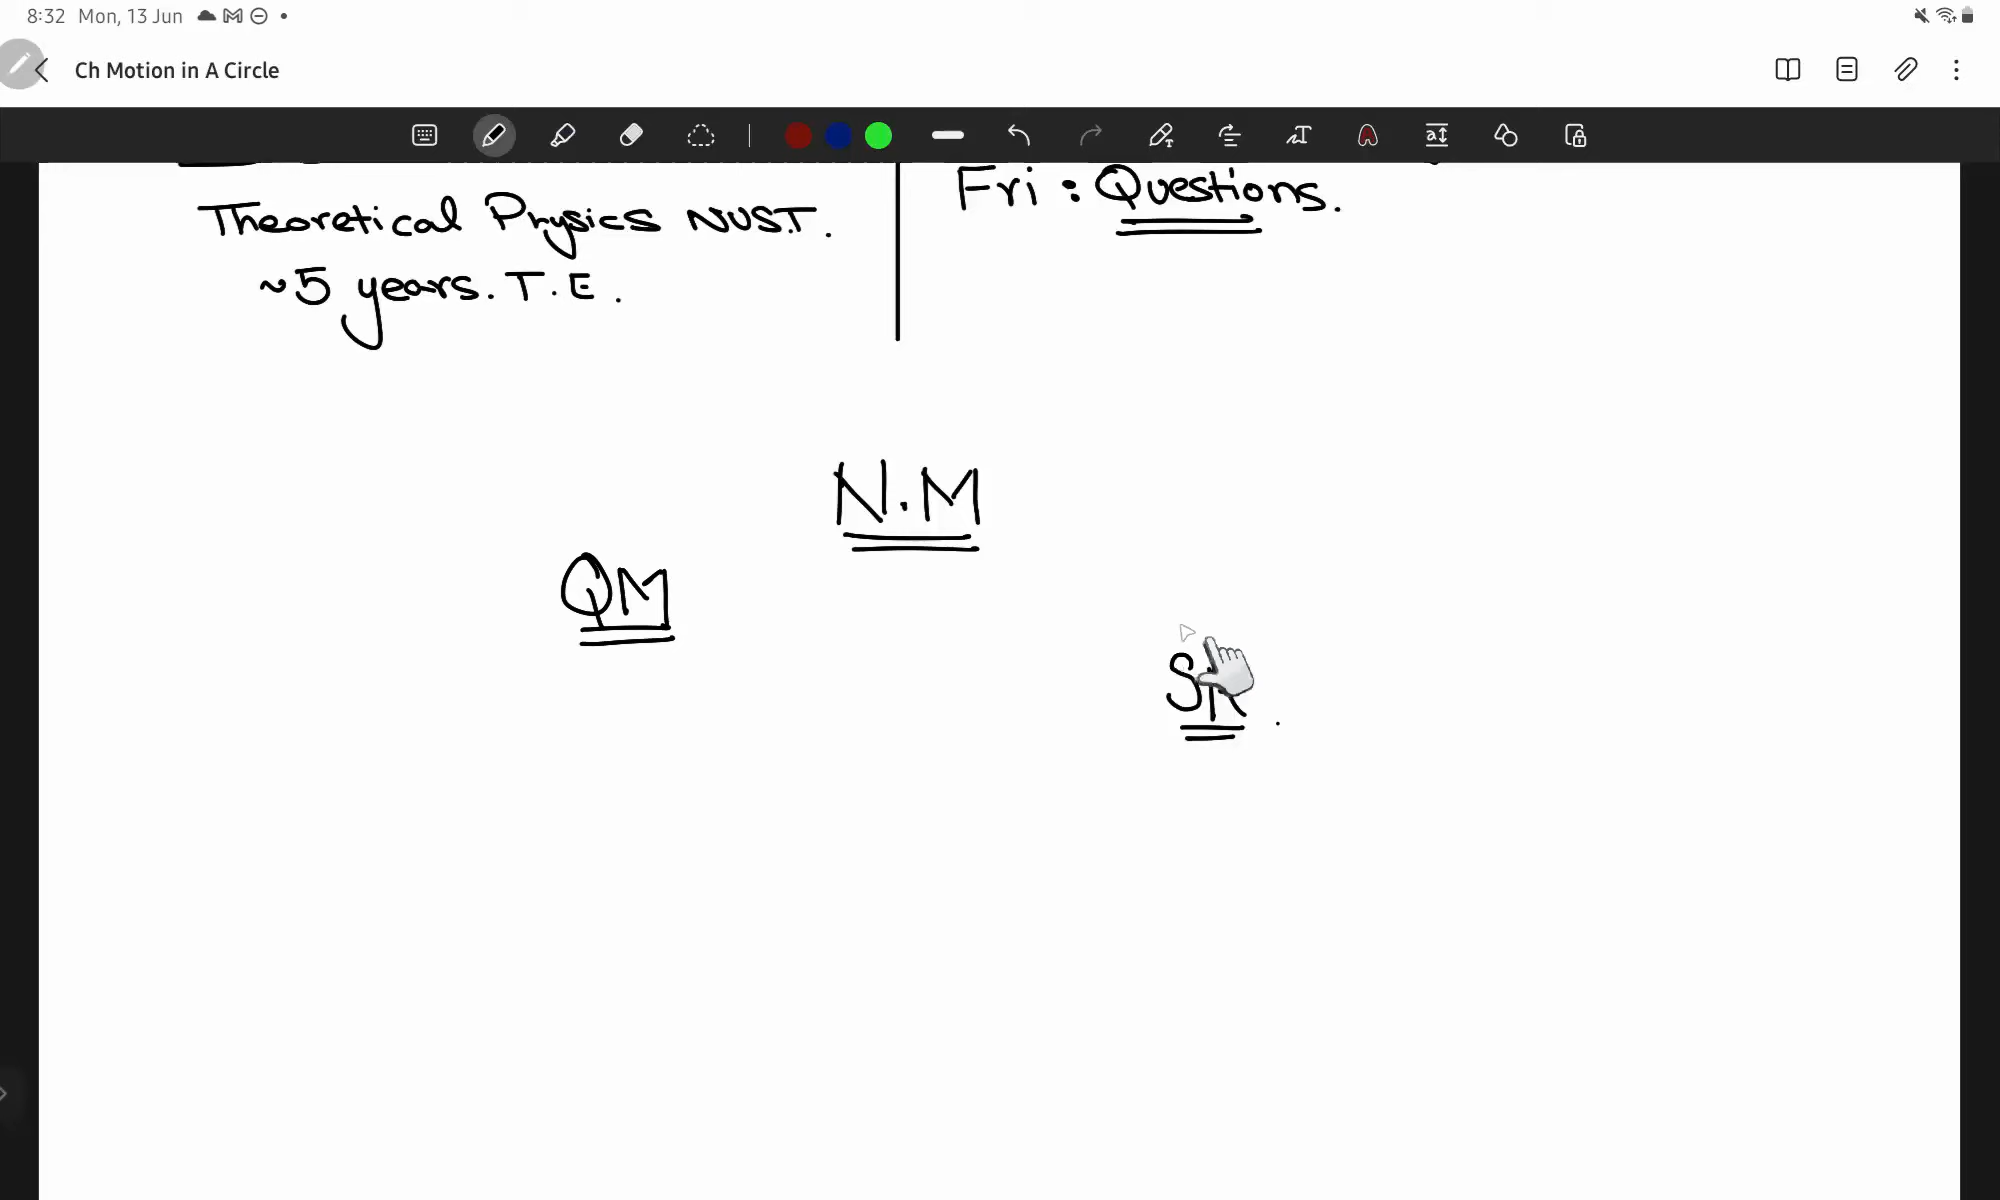 8:32 Mon, 13 Jun
Ch Motion in A Circle
Theoretical Physics NUST.
~5 years. T.E.
Fri : Questions.
N.M
QM
SR.